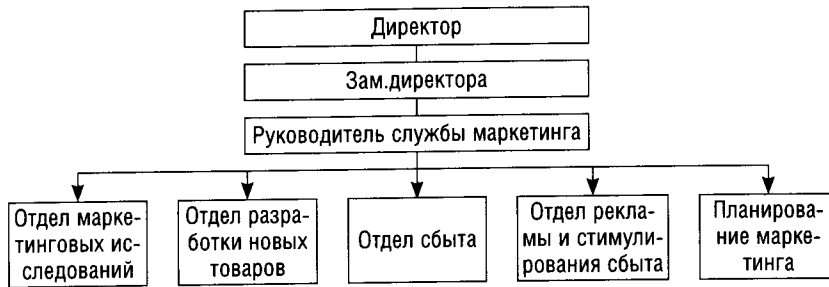 Директор
Зам.директора
Руководитель службы маркетинга
Отдел марке-
тинговых ис-
следований
Отдел разра-
ботки новых
товаров
Отдел сбыта
Отдел рекла-
мы и стимули-
рования сбыта
Планирова-
ние марке-
тинга